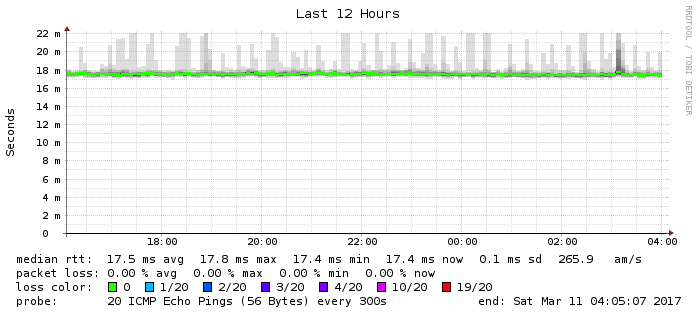 Last 12 Hours
RRDTOOL / TOBI OETIKER
Seconds
22 m
20 m
18 m
16 m
14 m
12 m
10 m
8 m
6 m
4 m
2 m
0
18:00 20:00 22:00 00:00 02:00 04:00
median rtt: 17.5 ms avg 17.8 ms max 17.4 ms min 17.4 ms now 0.1 ms sd 265.9 am/s
packet loss: 0.00 % avg 0.00 % max 0.00 % min 0.00 % now
loss color: 0 1/20 2/20 3/20 4/20 10/20 19/20
probe: 20 ICMP Echo Pings (56 Bytes) every 300s end: Sat Mar 11 04:05:07 2017